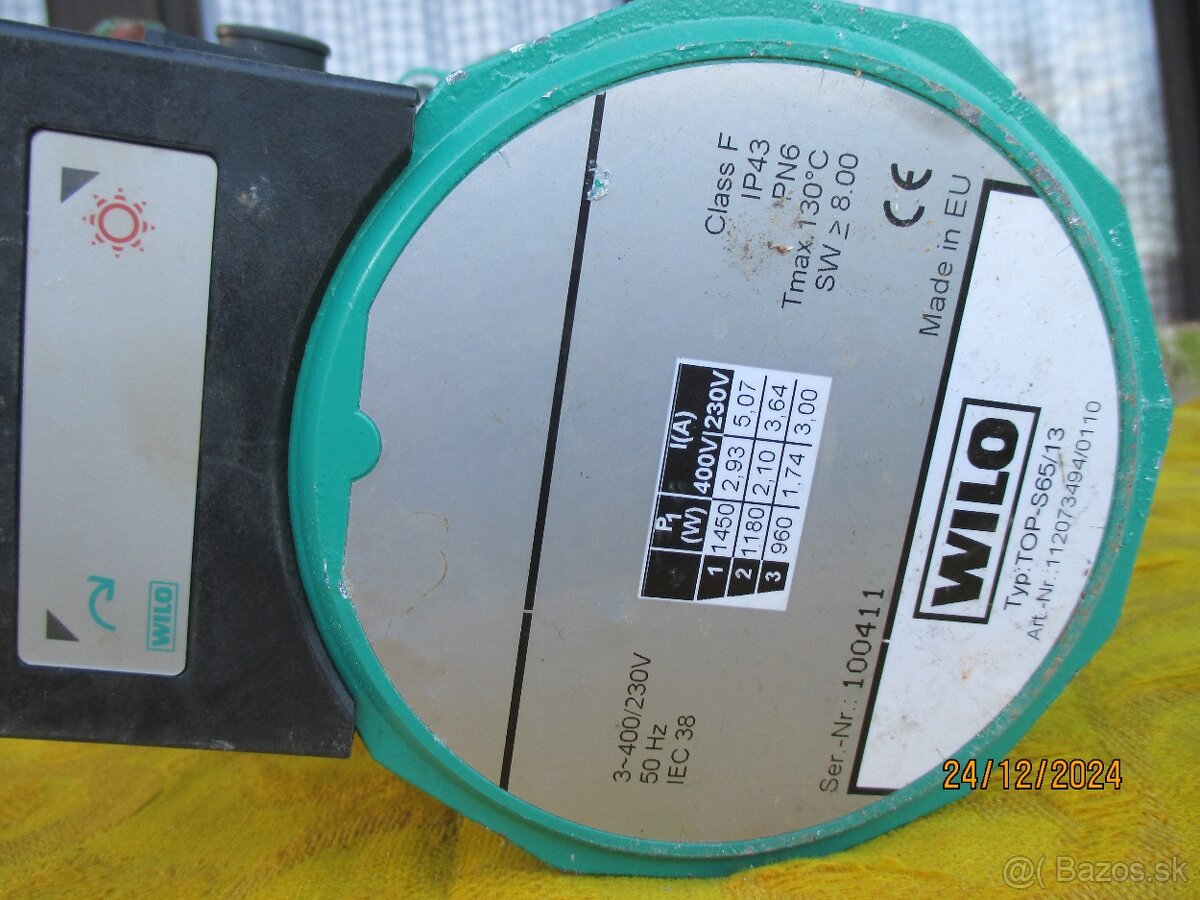 WILO
Typ:TOP-S65/13
Art.-Nr.:112073494/0110
Ser.-Nr.: 100411
Made in EU
CE
3~400/230V
50 Hz
IEC 38
P1 (W) I(A)
400V 230V
1 1450 2,93 5,07
2 1180 2,10 3,64
3 960 1,74 3,00
Class F
IP43
PN6
Tmax. 130°C
SW ≥ 8.00
WILO
24/12/2024
@( Bazos.sk